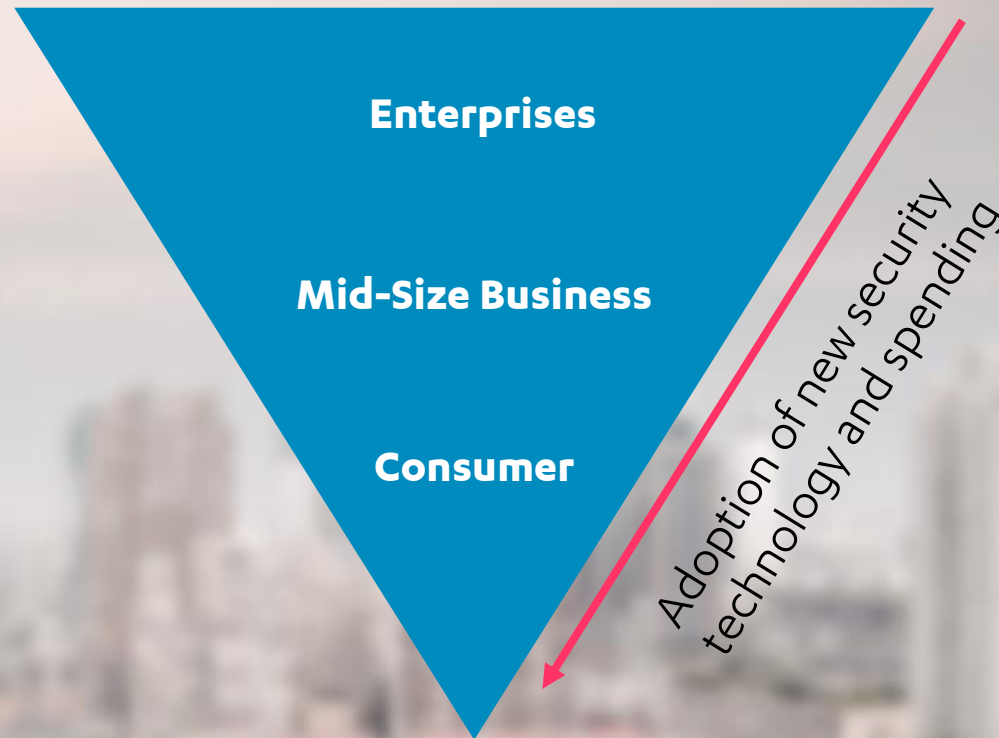 Enterprises
Mid-Size Business
Consumer
Adoption of new security
technology and spending